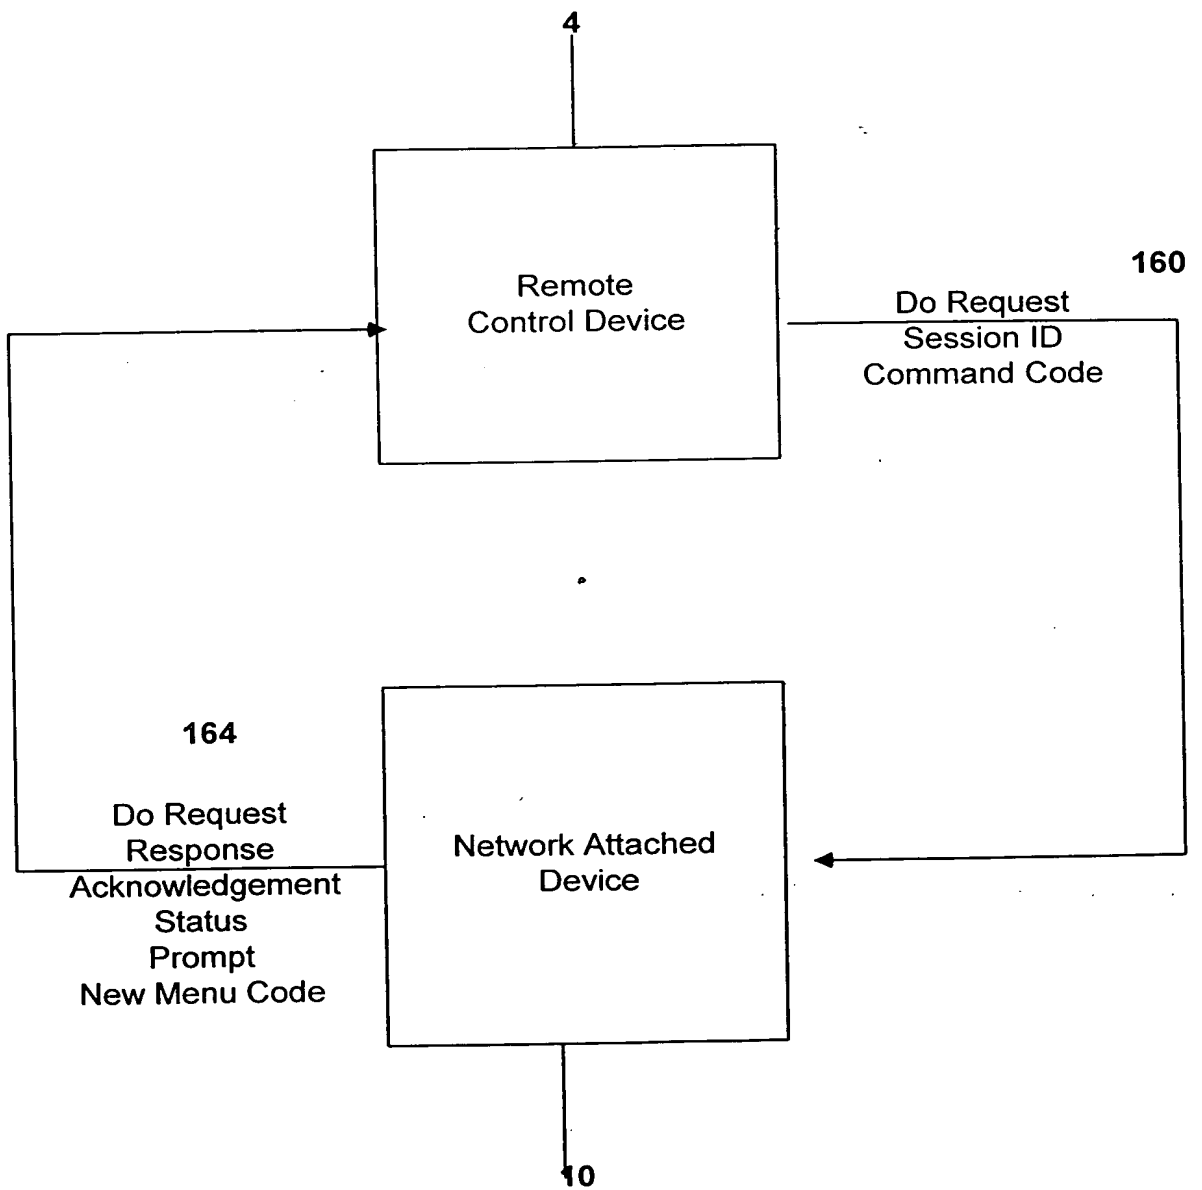 4
Remote
Control Device
160
Do Request
Session ID
Command Code
164
Do Request
Response
Acknowledgement
Status
Prompt
New Menu Code
Network Attached
Device
10